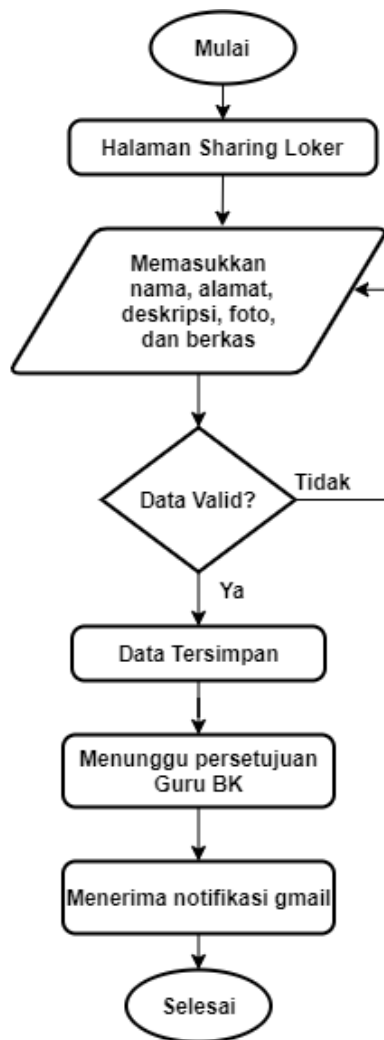 Mulai
Halaman Sharing Loker
Memasukkan
nama, alamat,
deskripsi, foto,
dan berkas
Data Valid?
Tidak
Ya
Data Tersimpan
Menunggu persetujuan
Guru BK
Menerima notifikasi gmail
Selesai